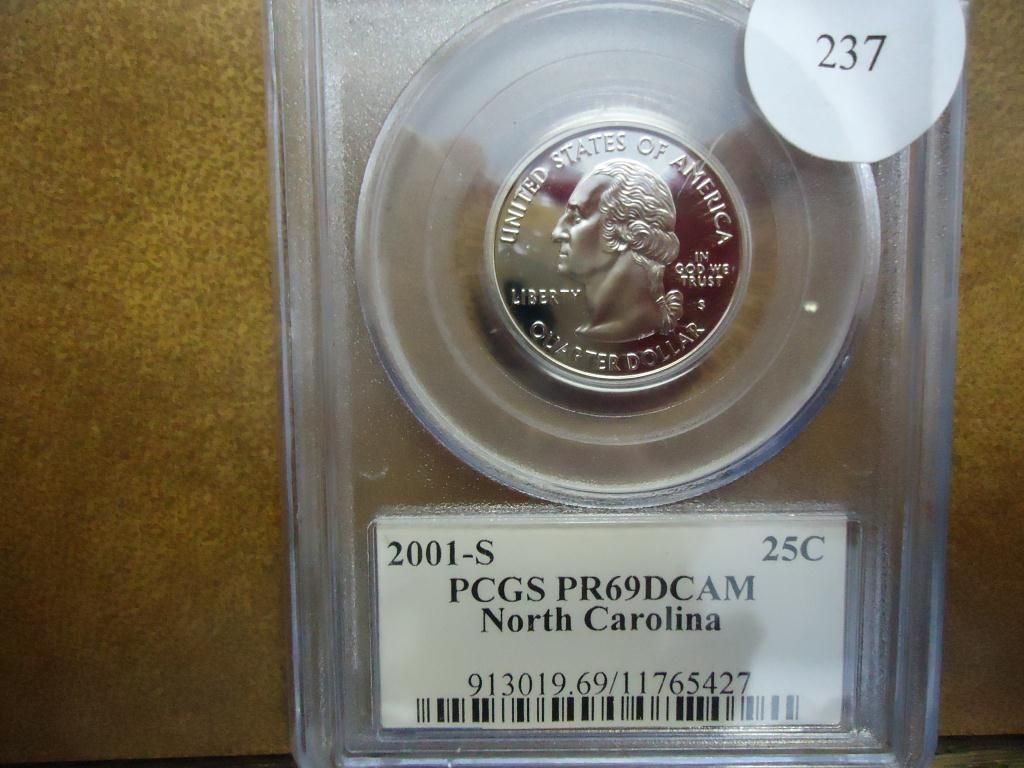 237
UNITED STATES OF AMERICA
IN
GOD WE
TRUST
LIBERTY
S
QUARTER DOLLAR
2001-S 25C
PCGS PR69DCAM
North Carolina
913019.69/11765427